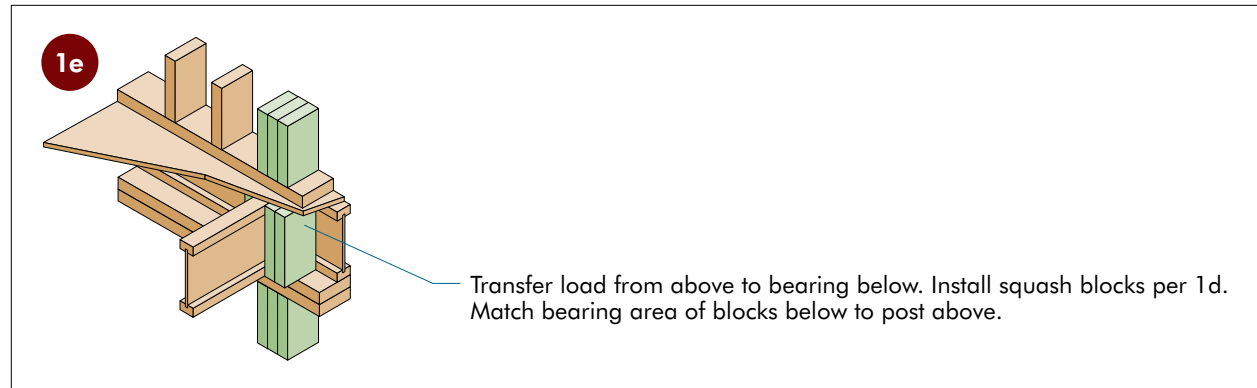 1e
Transfer load from above to bearing below. Install squash blocks per 1d.
Match bearing area of blocks below to post above.